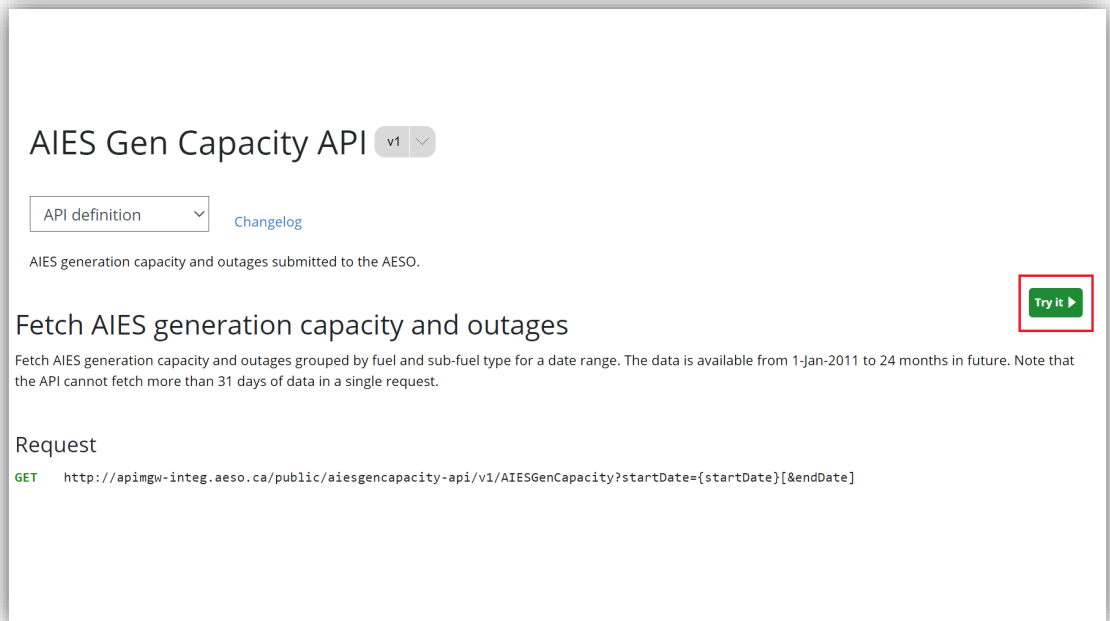 AIES Gen Capacity API v1
API definition
Changelog
AIES generation capacity and outages submitted to the AESO.
Try it
Fetch AIES generation capacity and outages
Fetch AIES generation capacity and outages grouped by fuel and sub-fuel type for a date range. The data is available from 1-Jan-2011 to 24 months in future. Note that
the API cannot fetch more than 31 days of data in a single request.
Request
GET http://apimgw-integ.aeso.ca/public/aiesgencapacity-api/v1/AIESGenCapacity?startDate={startDate}[&endDate]